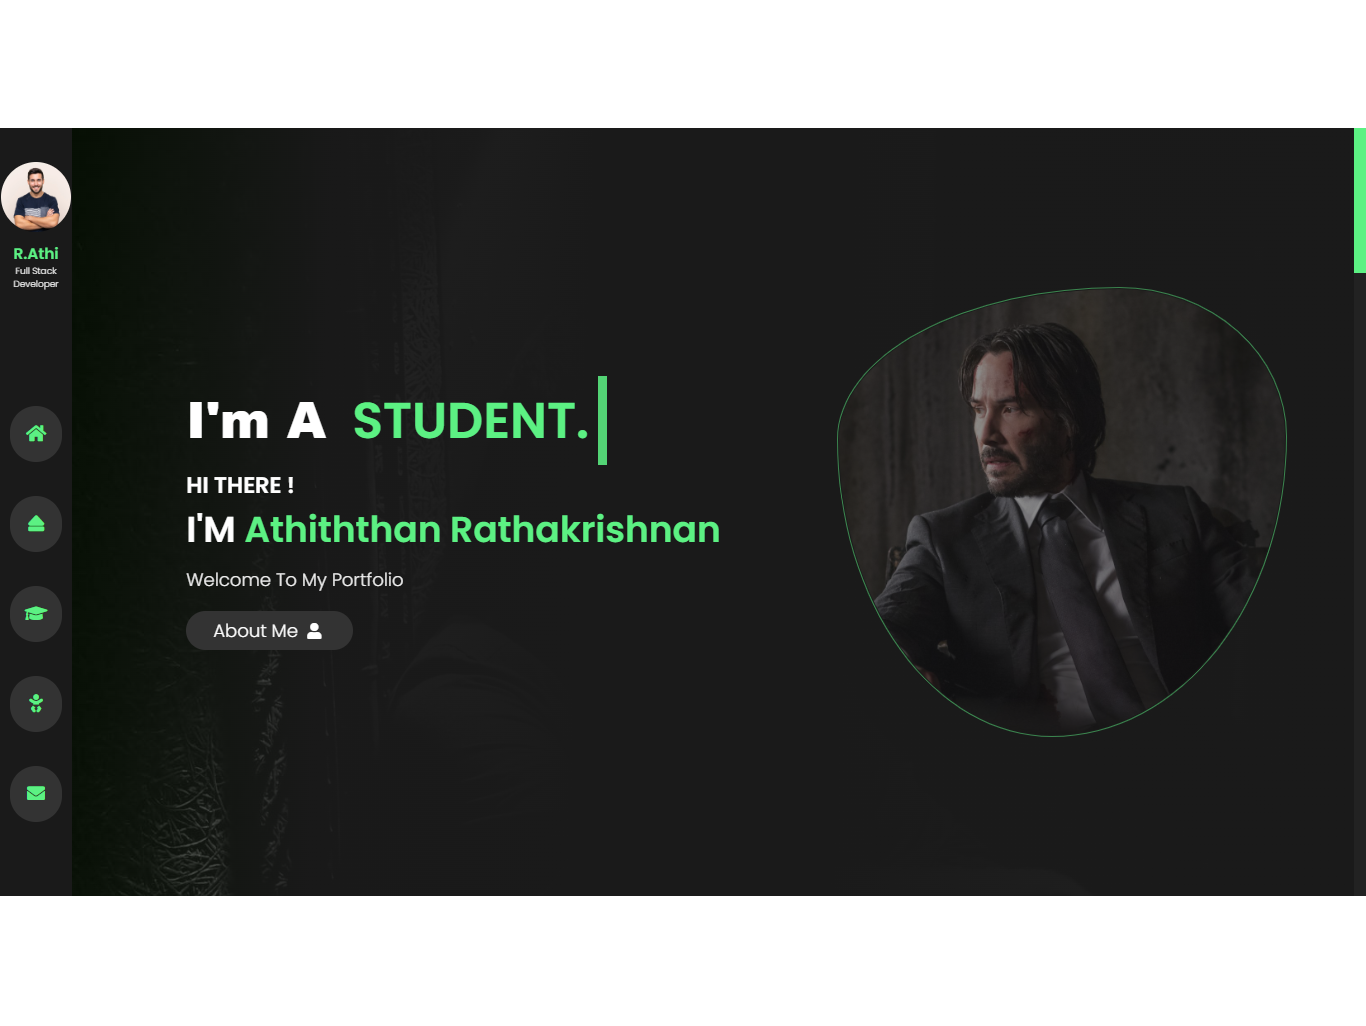 R.Athi
Full Stack
Developer
I'm A STUDENT.
HI THERE !
I'M Athiththan Rathakrishnan
Welcome To My Portfolio
About Me